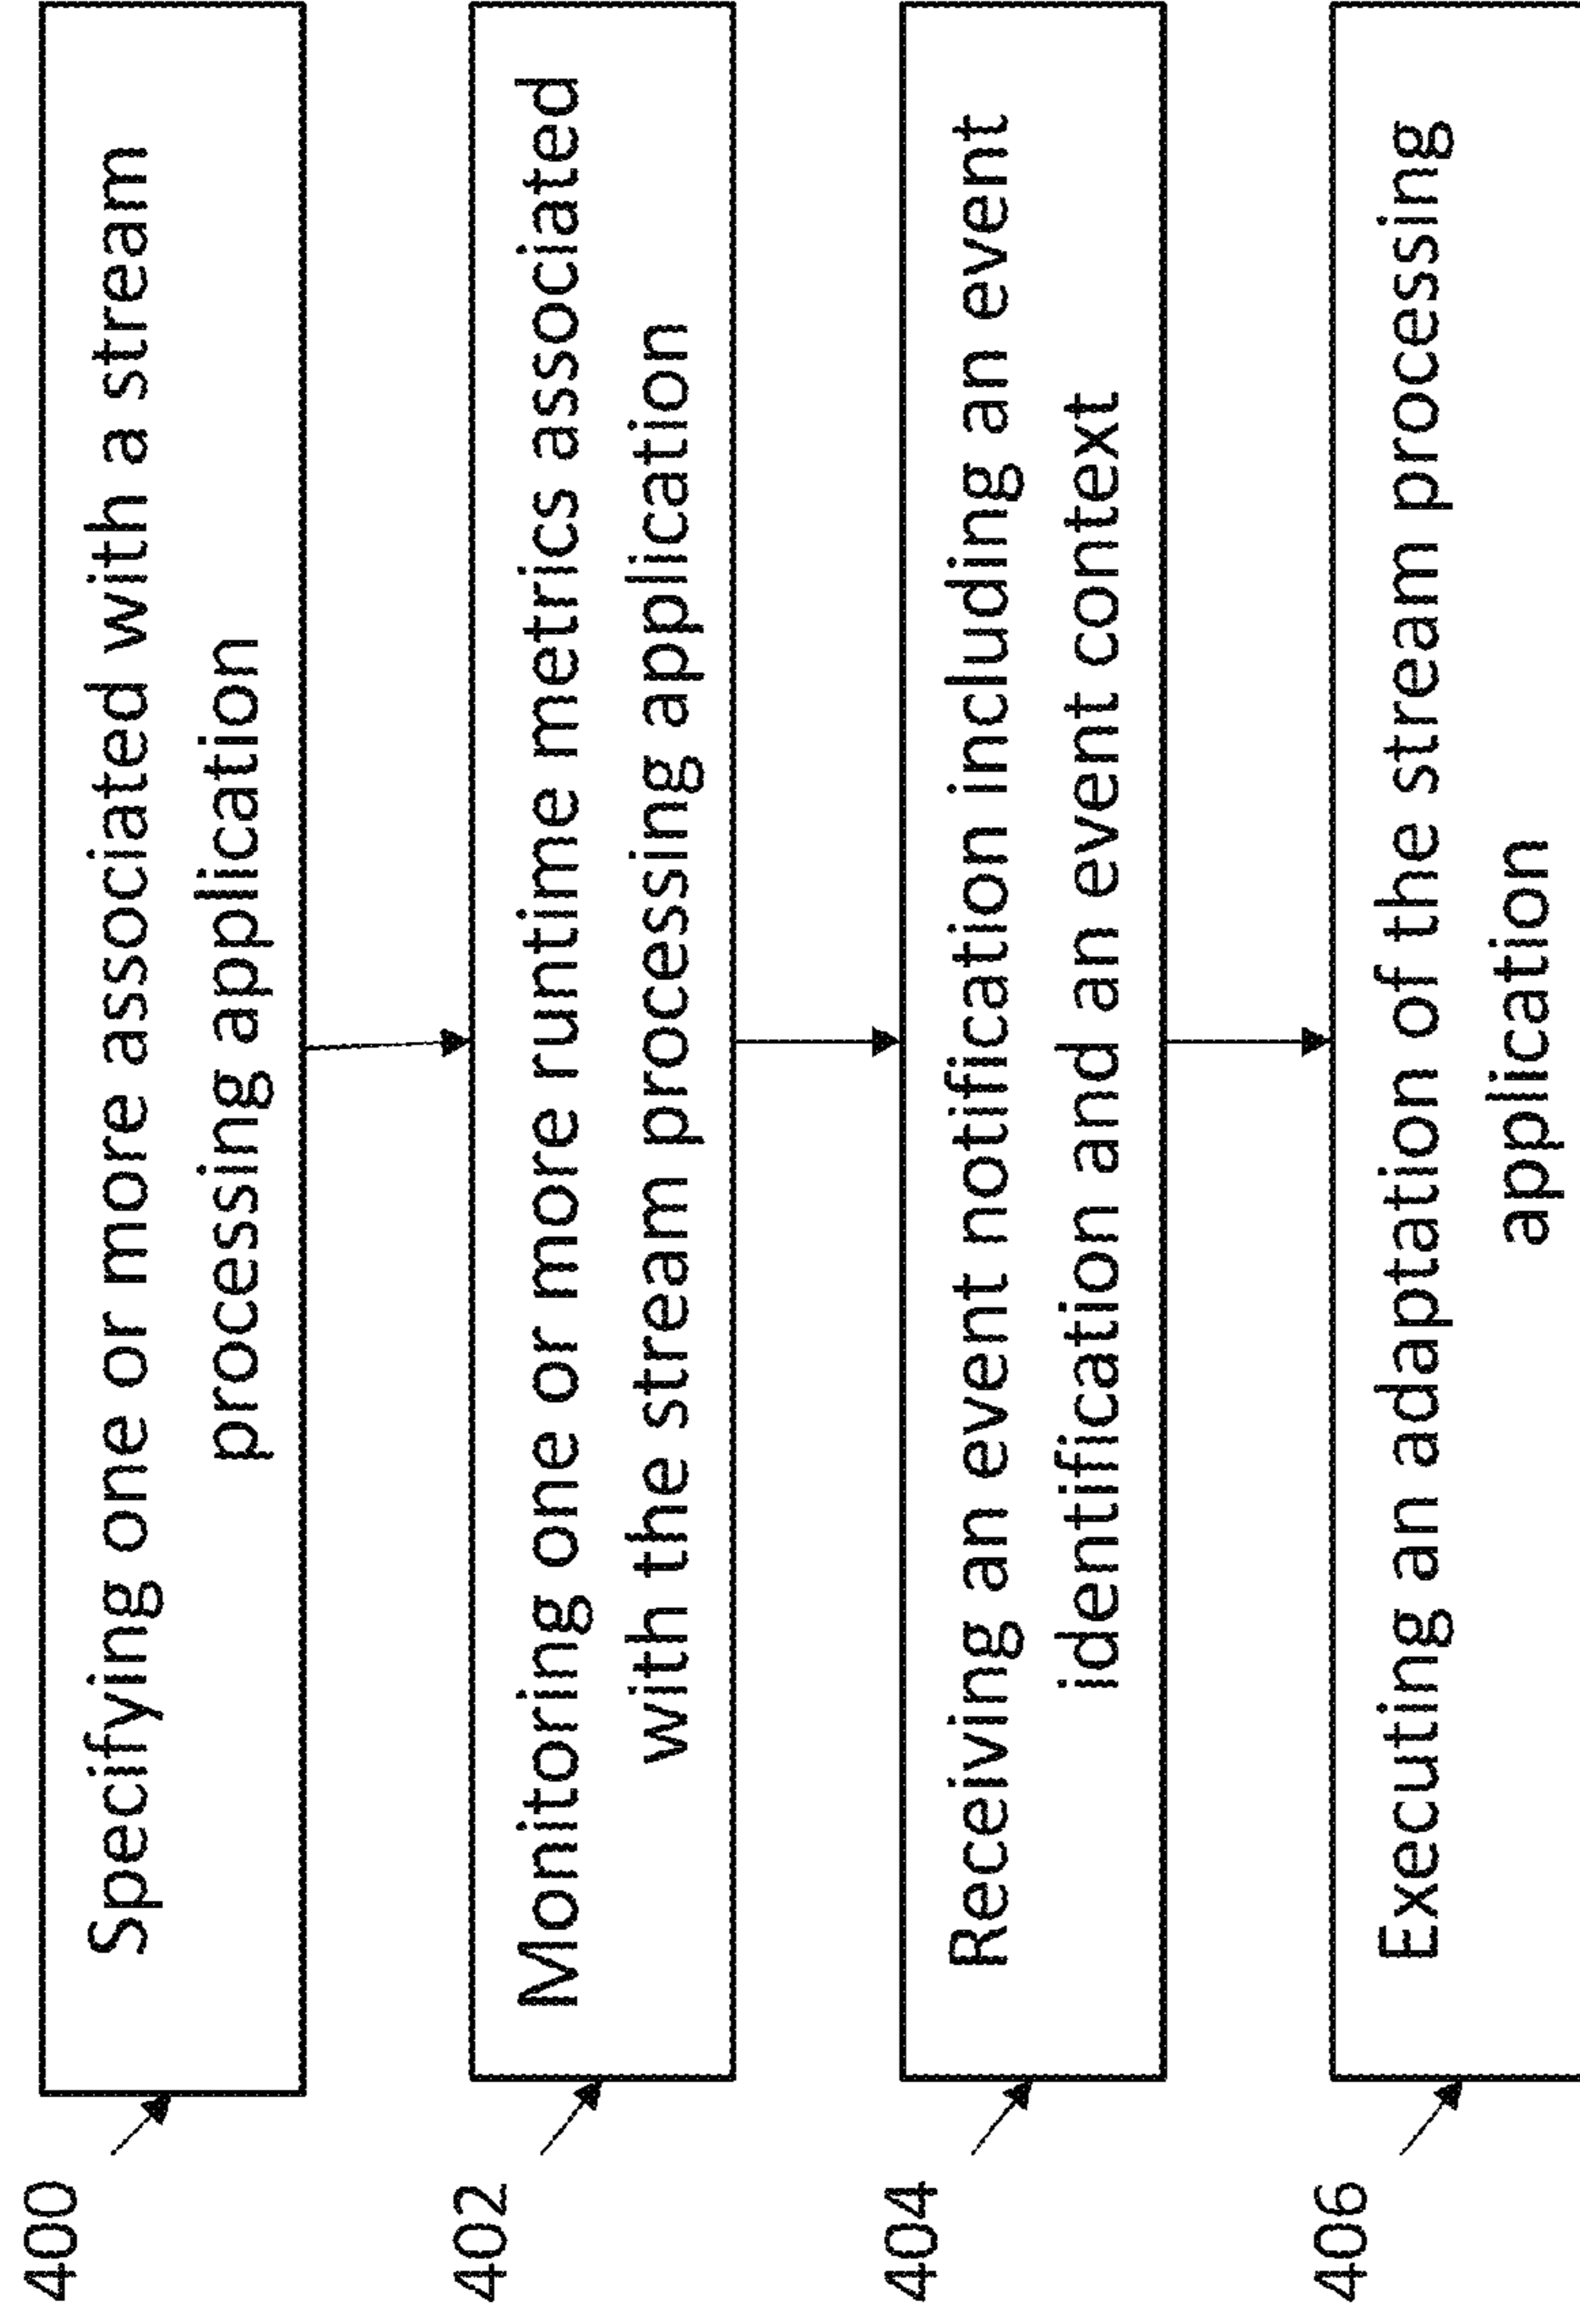 400
Specifying one or more associated with a stream
processing application
402
Monitoring one or more runtime metrics associated
with the stream processing application
404
Receiving an event notification including an event
identification and an event context
406
Executing an adaptation of the stream processing
application